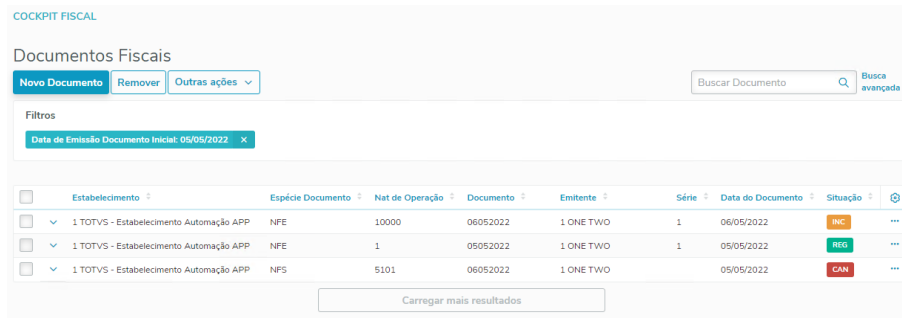 COCKPIT FISCAL
Documentos Fiscais
Novo Documento Remover Outras ações
Buscar Documento Busca avançada
Filtros
Data de Emissão Documento Inicial: 05/05/2022 ×
Estabelecimento Espécie Documento Nat de Operação Documento Emitente Série Data do Documento Situação
1 TOTVS - Estabelecimento Automação APP NFE 10000 06052022 1 ONE TWO 1 06/05/2022 INC
1 TOTVS - Estabelecimento Automação APP NFE 1 05052022 1 ONE TWO 1 05/05/2022 REG
1 TOTVS - Estabelecimento Automação APP NFS 5101 06052022 1 ONE TWO 05/05/2022 CAN
Carregar mais resultados